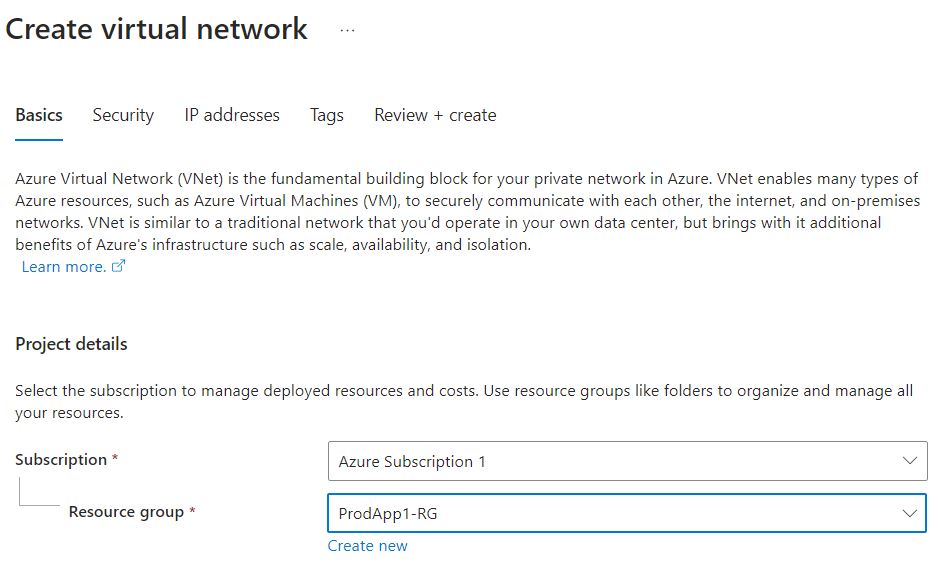 Create virtual network ...
Basics Security IP addresses Tags Review + create
Azure Virtual Network (VNet) is the fundamental building block for your private network in Azure. VNet enables many types of
Azure resources, such as Azure Virtual Machines (VM), to securely communicate with each other, the internet, and on-premises
networks. VNet is similar to a traditional network that you'd operate in your own data center, but brings with it additional
benefits of Azure's infrastructure such as scale, availability, and isolation.
Learn more.
Project details
Select the subscription to manage deployed resources and costs. Use resource groups like folders to organize and manage all
your resources.
Subscription * Azure Subscription 1
Resource group * ProdApp1-RG
Create new